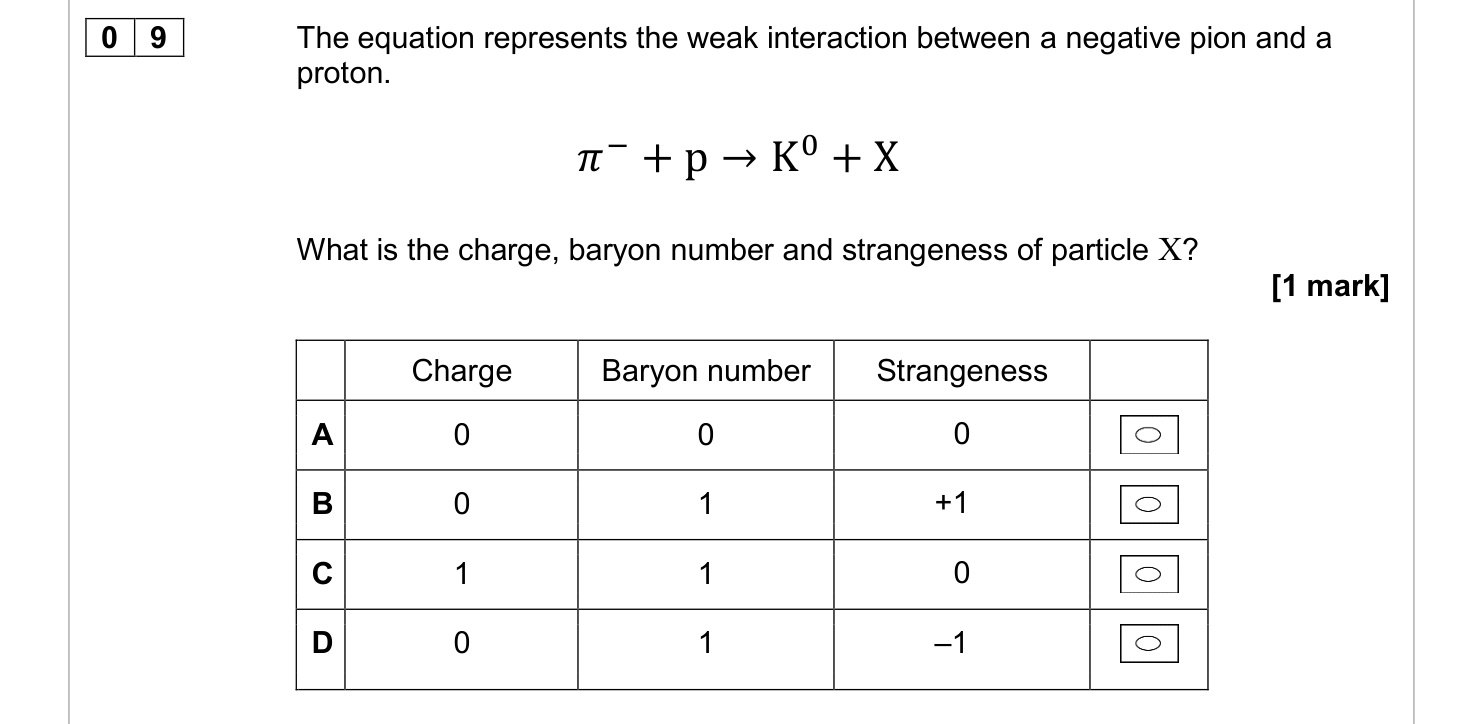 0 9
The equation represents the weak interaction between a negative pion and a
proton.
π⁻ + p → K⁰ + X
What is the charge, baryon number and strangeness of particle X?
[1 mark]
Charge Baryon number Strangeness
A 0 0 0
B 0 1 +1
C 1 1 0
D 0 1 –1